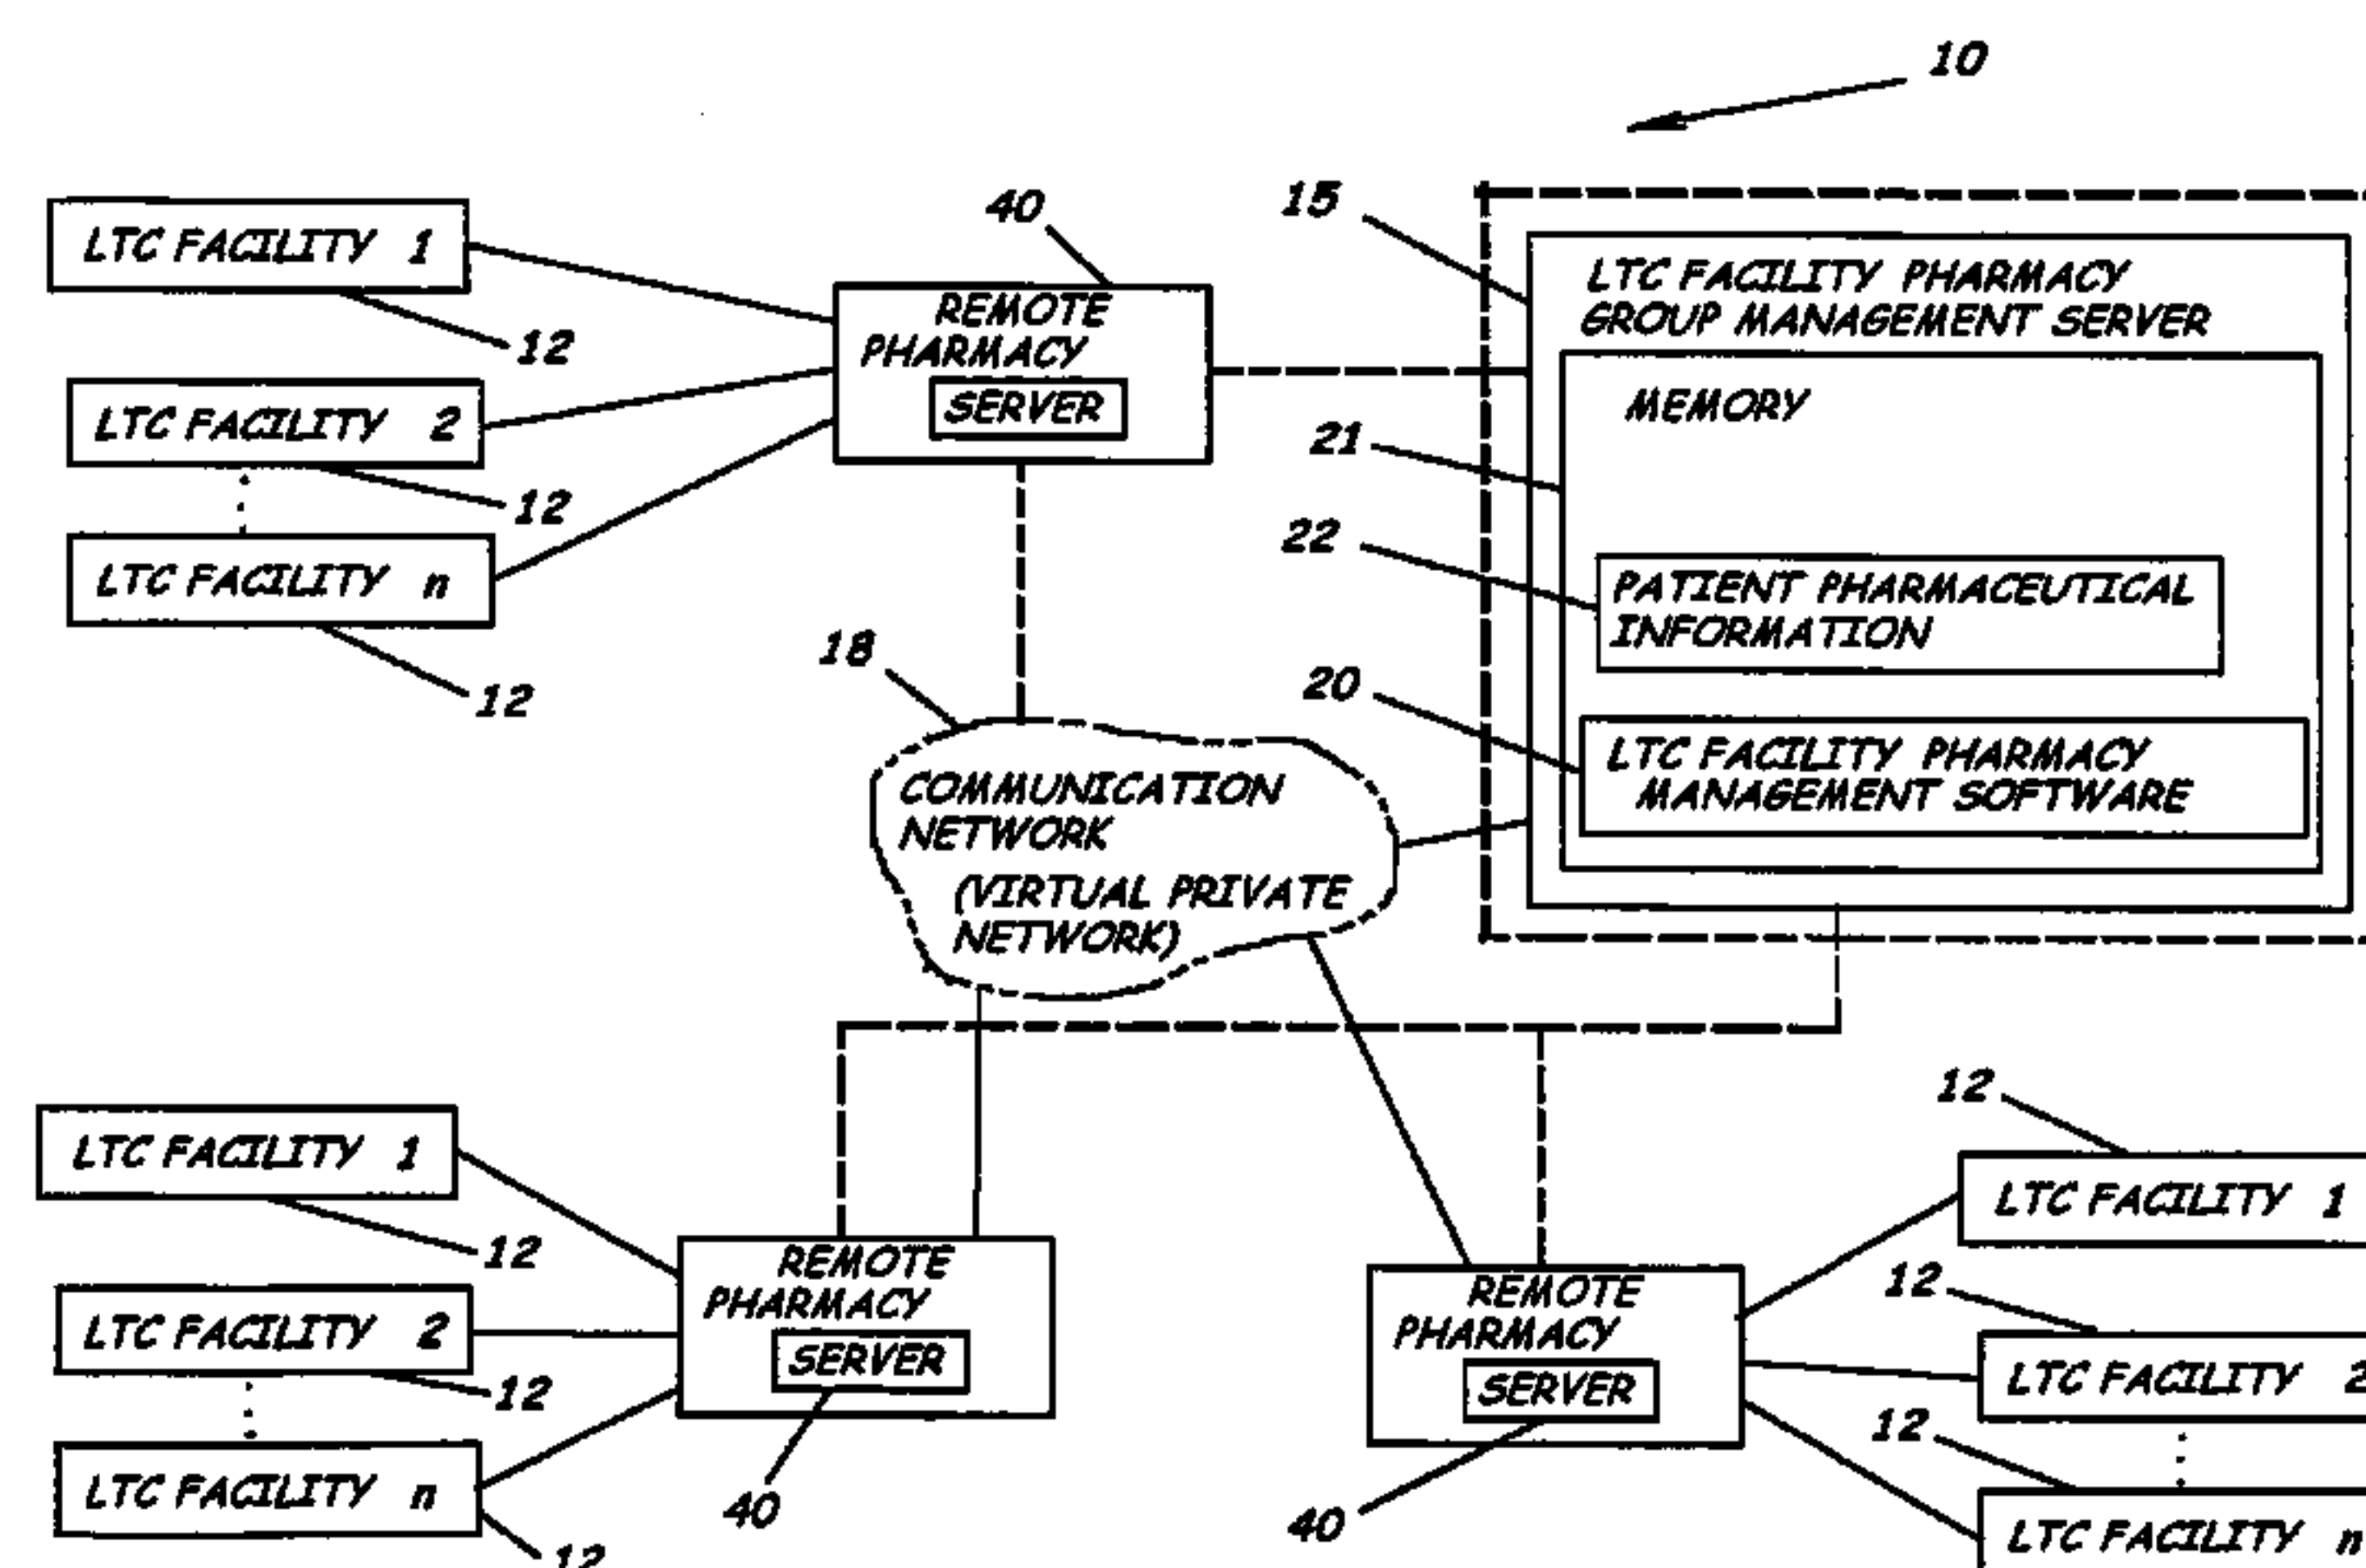 10
LTC FACILITY 1
12
LTC FACILITY 2
12
LTC FACILITY n
12
40
REMOTE
PHARMACY
SERVER
15
LTC FACILITY PHARMACY
GROUP MANAGEMENT SERVER
21
MEMORY
22
PATIENT PHARMACEUTICAL
INFORMATION
20
LTC FACILITY PHARMACY
MANAGEMENT SOFTWARE
18
COMMUNICATION
NETWORK
(VIRTUAL PRIVATE
NETWORK)
LTC FACILITY 1
12
LTC FACILITY 2
12
LTC FACILITY n
12
REMOTE
PHARMACY
SERVER
40
REMOTE
PHARMACY
SERVER
40
12
LTC FACILITY 1
12
LTC FACILITY 2
12
LTC FACILITY n